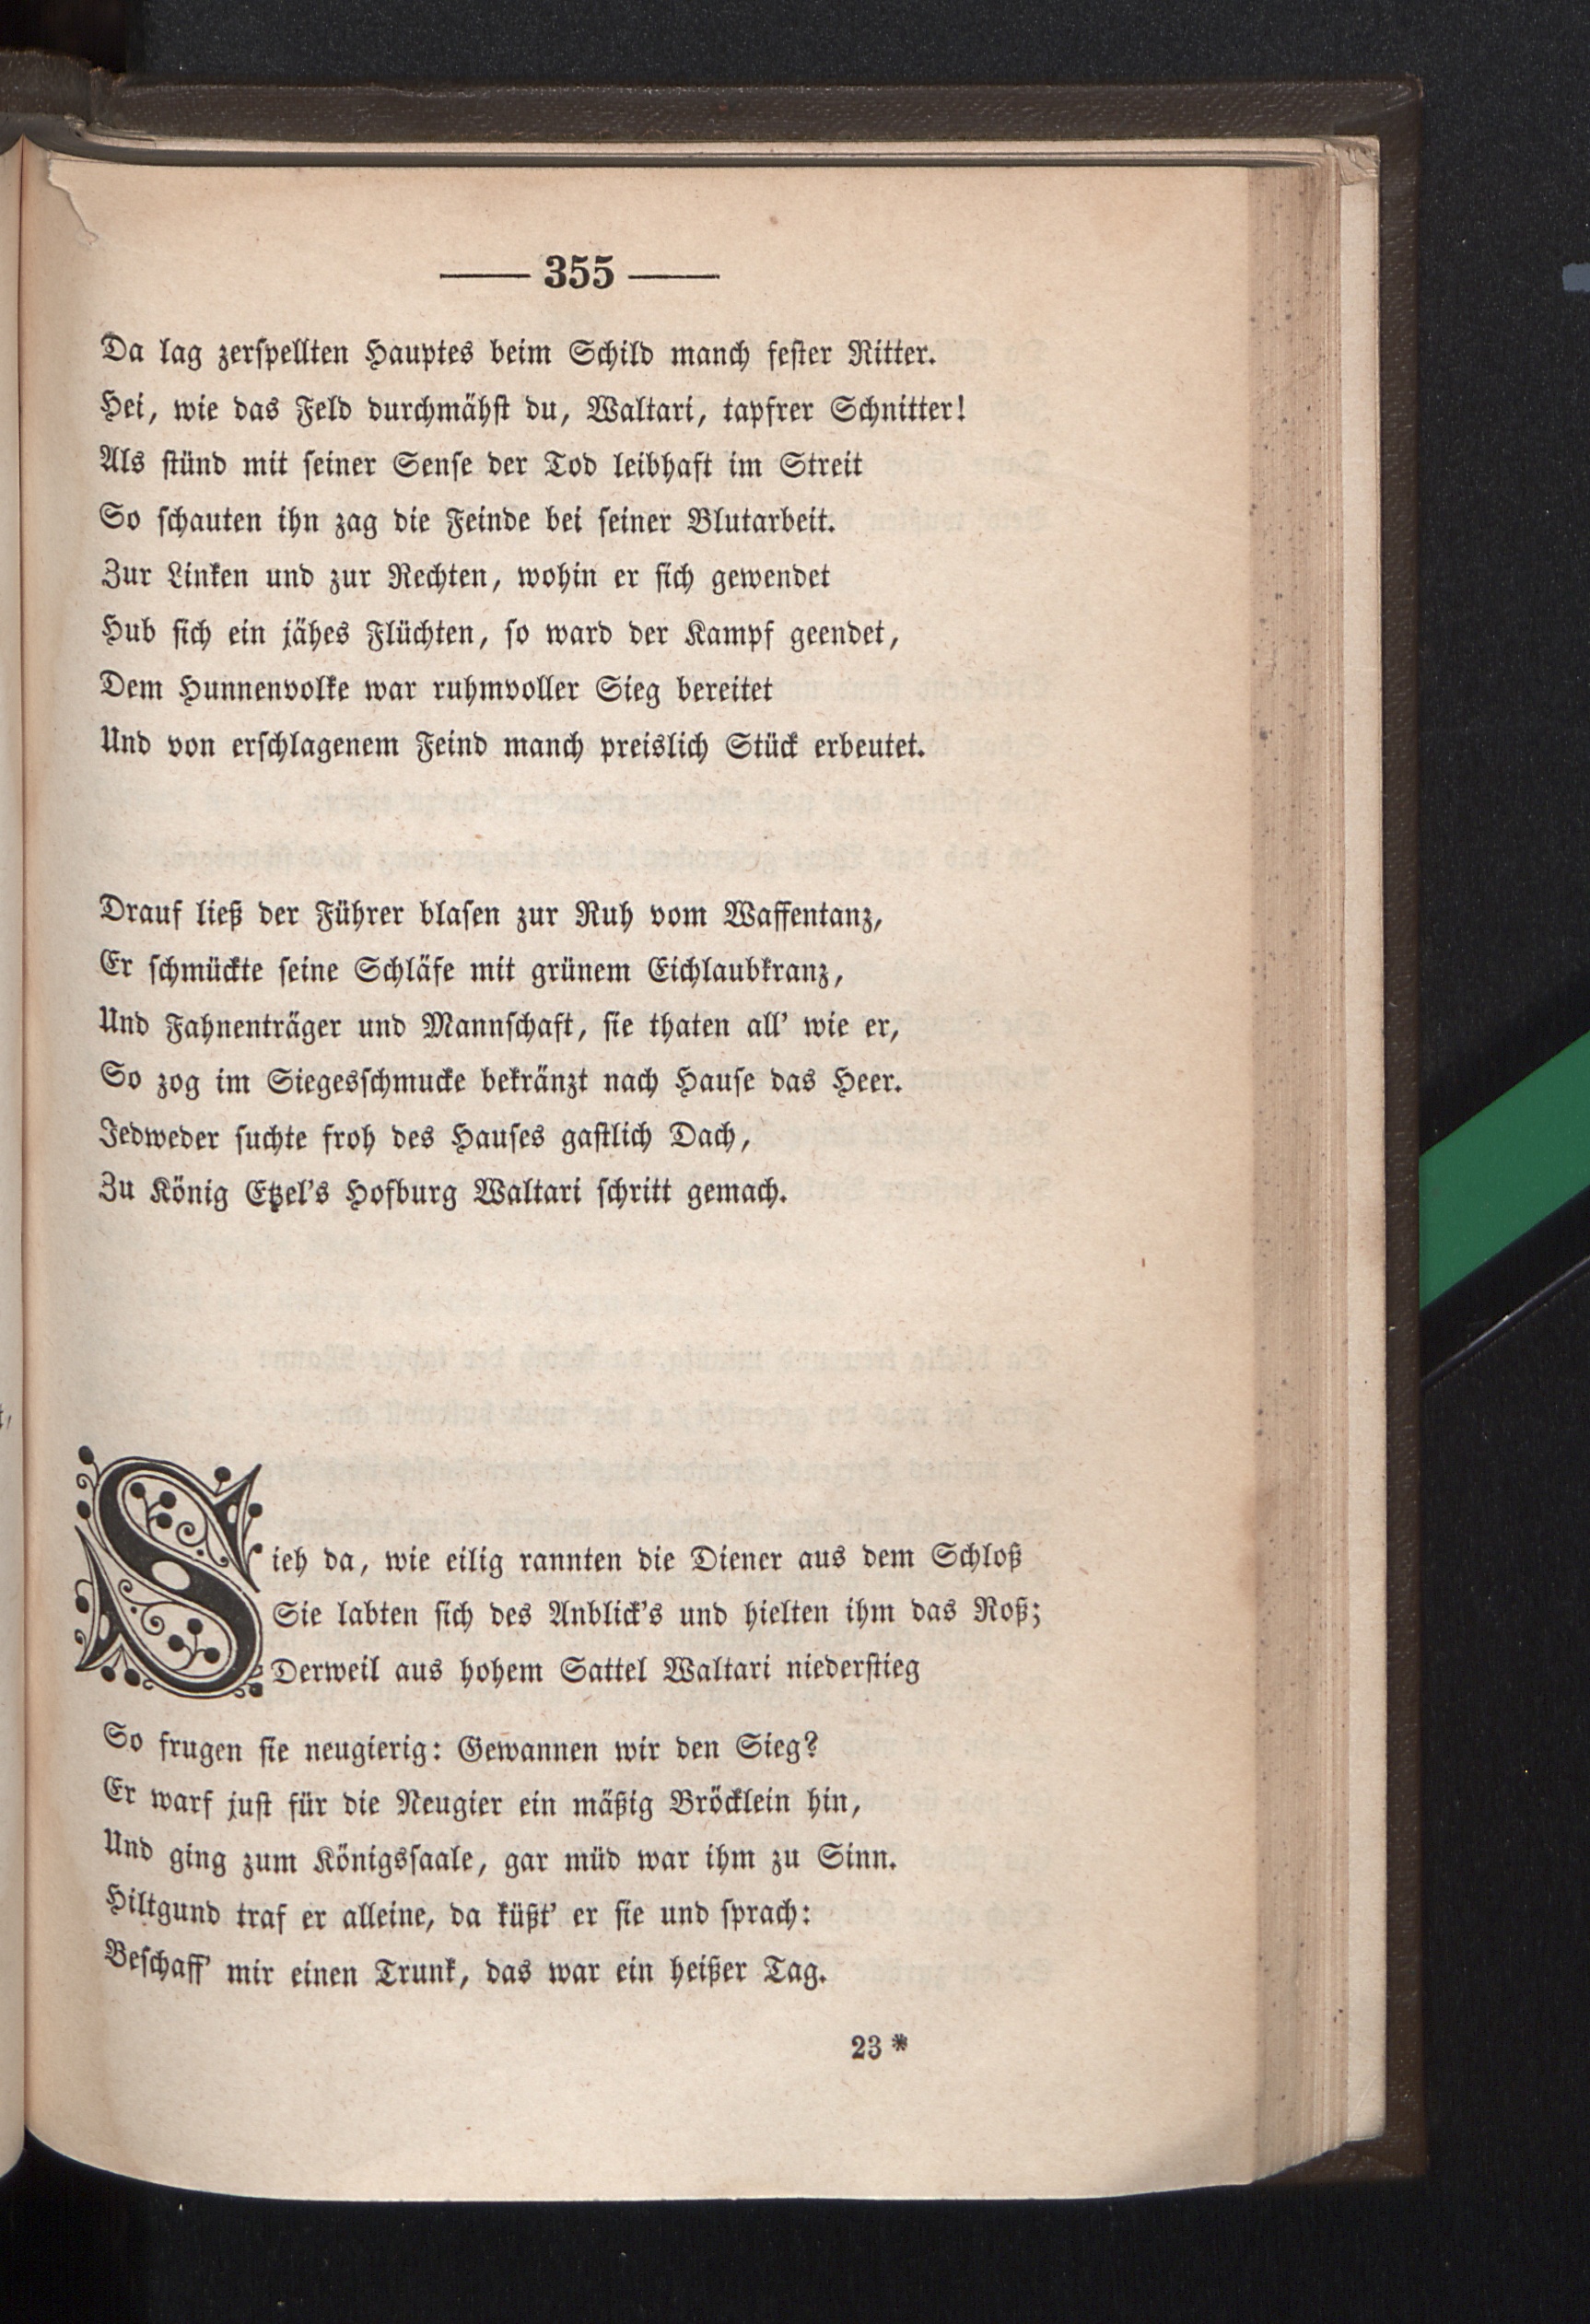 — 355 —
Da lag zerspellten Hauptes beim Schild manch fester Ritter.
Hei, wie das Feld durchmähst du, Waltari, tapfrer Schnitter!
Als stünd mit seiner Sense der Tod leibhaft im Streit
So schauten ihn zag die Feinde bei seiner Blutarbeit.
Zur Linken und zur Rechten, wohin er sich gewendet
Hub sich ein jähes Flüchten, so ward der Kampf geendet,
Dem Hunnenvolke war ruhmvoller Sieg bereitet
Und von erschlagenem Feind manch preislich Stück erbeutet.
Drauf ließ der Führer blasen zur Ruh vom Waffentanz,
Er schmückte seine Schläfe mit grünem Eichlaubkranz,
Und Fahnenträger und Mannschaft, sie thaten all' wie er,
So zog im Siegesschmucke bekränzt nach Hause das Heer.
Jedweder suchte froh des Hauses gastlich Dach,
Zu König Etzel's Hofburg Waltari schritt gemach.
Sieh da, wie eilig rannten die Diener aus dem Schloß
Sie labten sich des Anblick's und hielten ihm das Roß;
Derweil aus hohem Sattel Waltari niederstieg
So frugen sie neugierig: Gewannen wir den Sieg?
Er warf just für die Neugier ein mäßig Bröcklein hin,
Und ging zum Königssaale, gar müd war ihm zu Sinn.
Hiltgund traf er alleine, da küßt' er sie und sprach:
Beschaff' mir einen Trunk, das war ein heißer Tag.
23 *